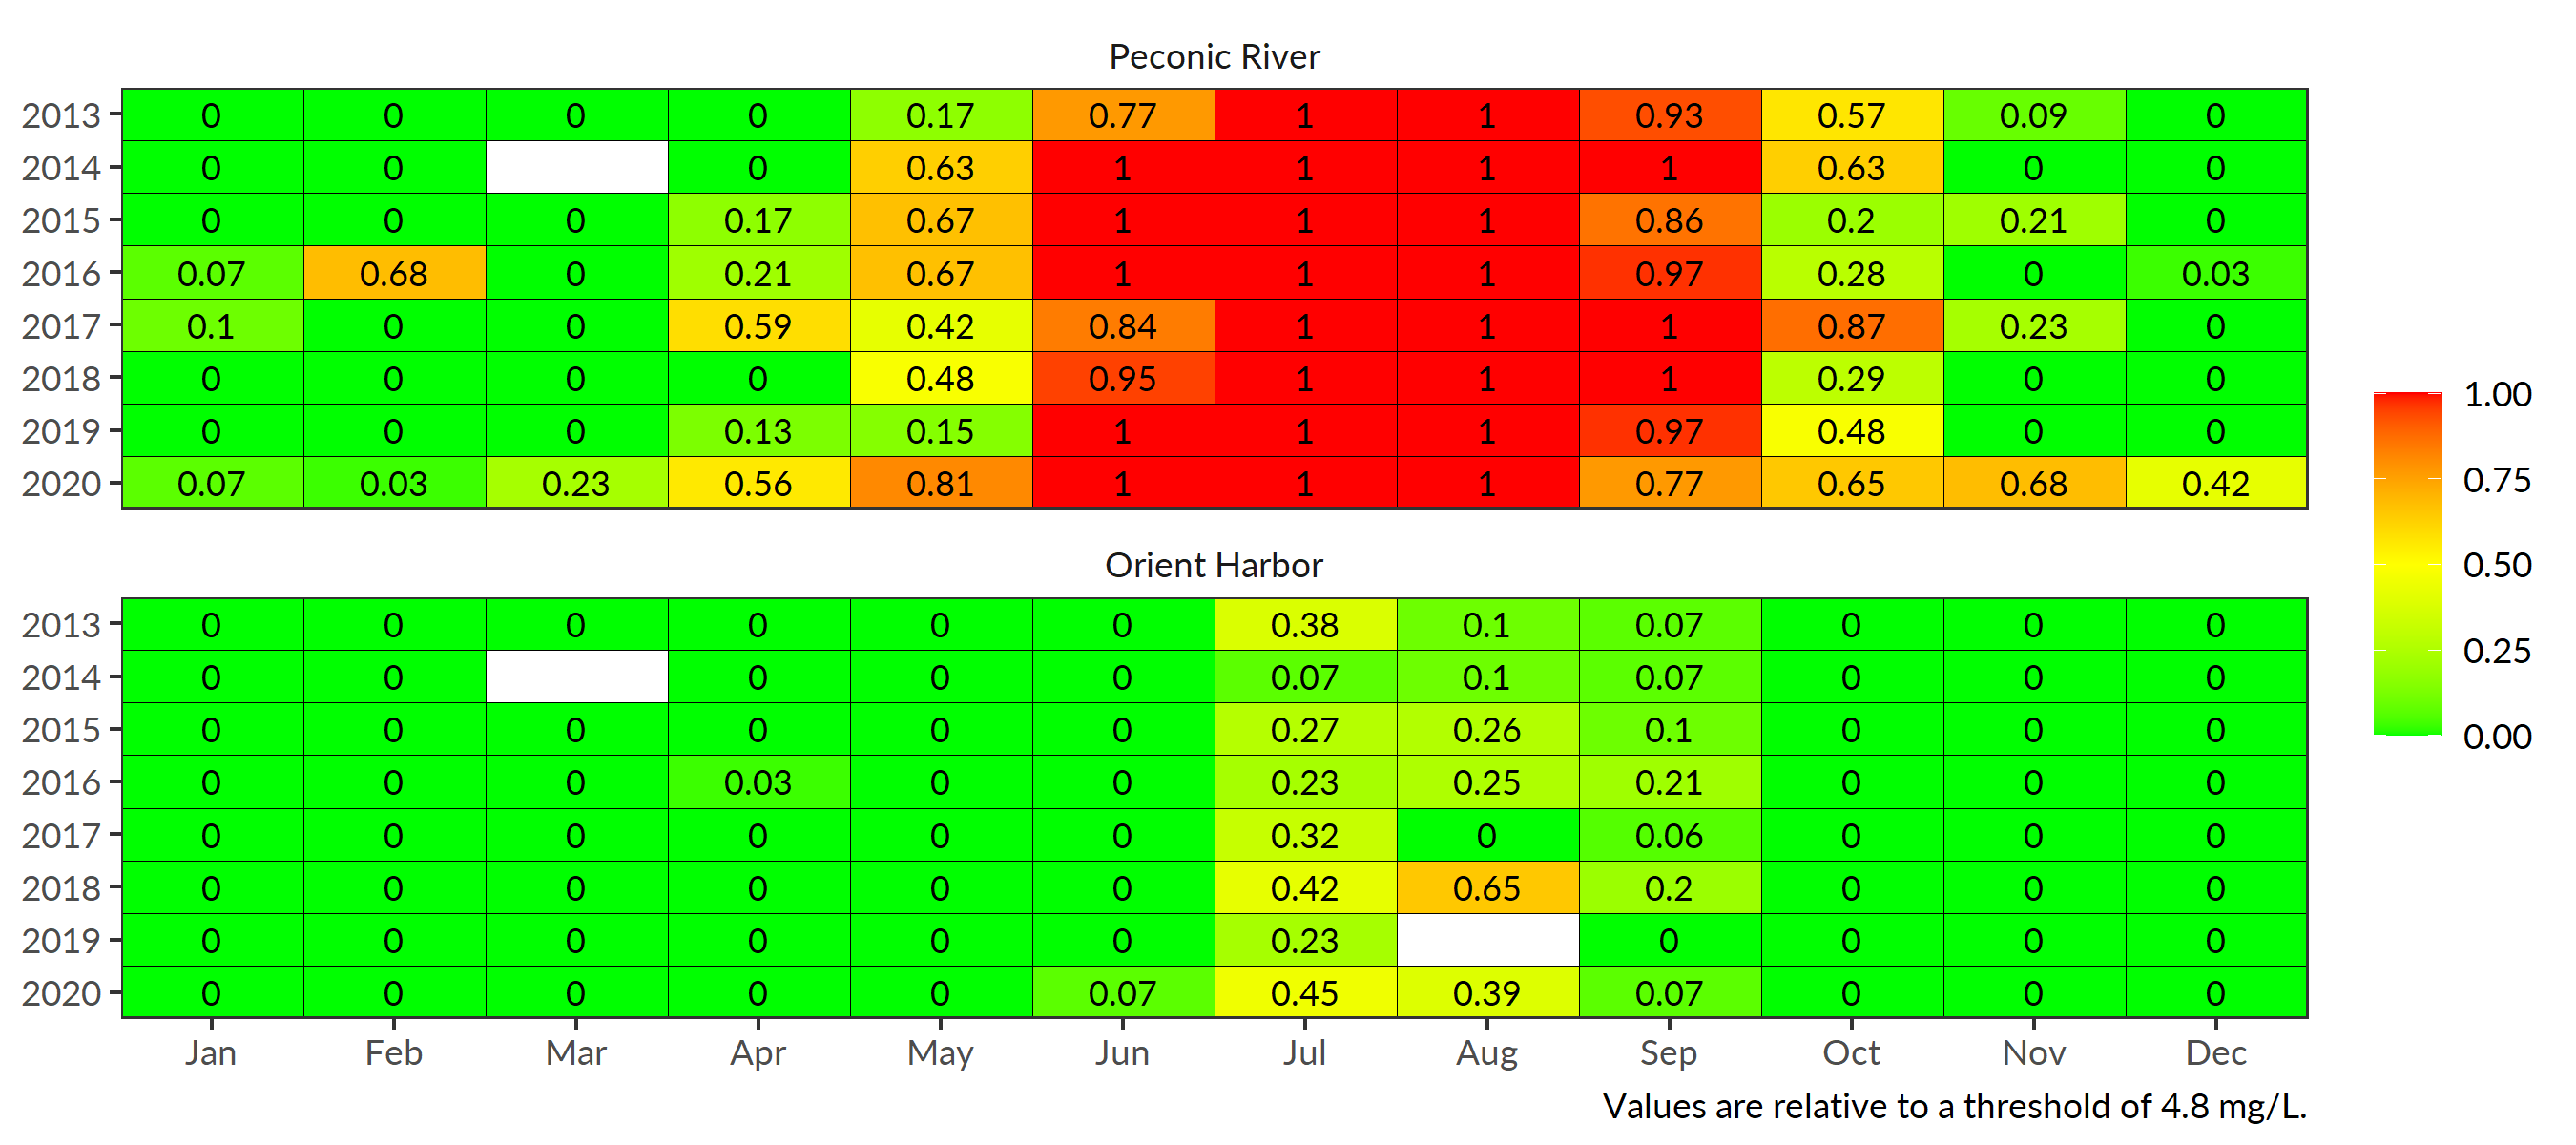 Peconic River
2013 0 0 0 0 0.17 0.77 1 1 0.93 0.57 0.09 0
2014 0 0 0 0.63 1 1 1 1 0.63 0 0
2015 0 0 0 0.17 0.67 1 1 1 0.86 0.2 0.21 0
2016 0.07 0.68 0 0.21 0.67 1 1 1 0.97 0.28 0 0.03
2017 0.1 0 0 0.59 0.42 0.84 1 1 1 0.87 0.23 0
2018 0 0 0 0 0.48 0.95 1 1 1 0.29 0 0
2019 0 0 0 0.13 0.15 1 1 1 0.97 0.48 0 0
2020 0.07 0.03 0.23 0.56 0.81 1 1 1 0.77 0.65 0.68 0.42
Orient Harbor
2013 0 0 0 0 0 0 0.38 0.1 0.07 0 0 0
2014 0 0 0 0 0 0.07 0.1 0.07 0 0 0
2015 0 0 0 0 0 0 0.27 0.26 0.1 0 0 0
2016 0 0 0 0.03 0 0 0.23 0.25 0.21 0 0 0
2017 0 0 0 0 0 0 0.32 0 0.06 0 0 0
2018 0 0 0 0 0 0 0.42 0.65 0.2 0 0 0
2019 0 0 0 0 0 0 0.23 0 0 0 0
2020 0 0 0 0 0 0.07 0.45 0.39 0.07 0 0 0
Jan Feb Mar Apr May Jun Jul Aug Sep Oct Nov Dec
Values are relative to a threshold of 4.8 mg/L.
1.00
0.75
0.50
0.25
0.00